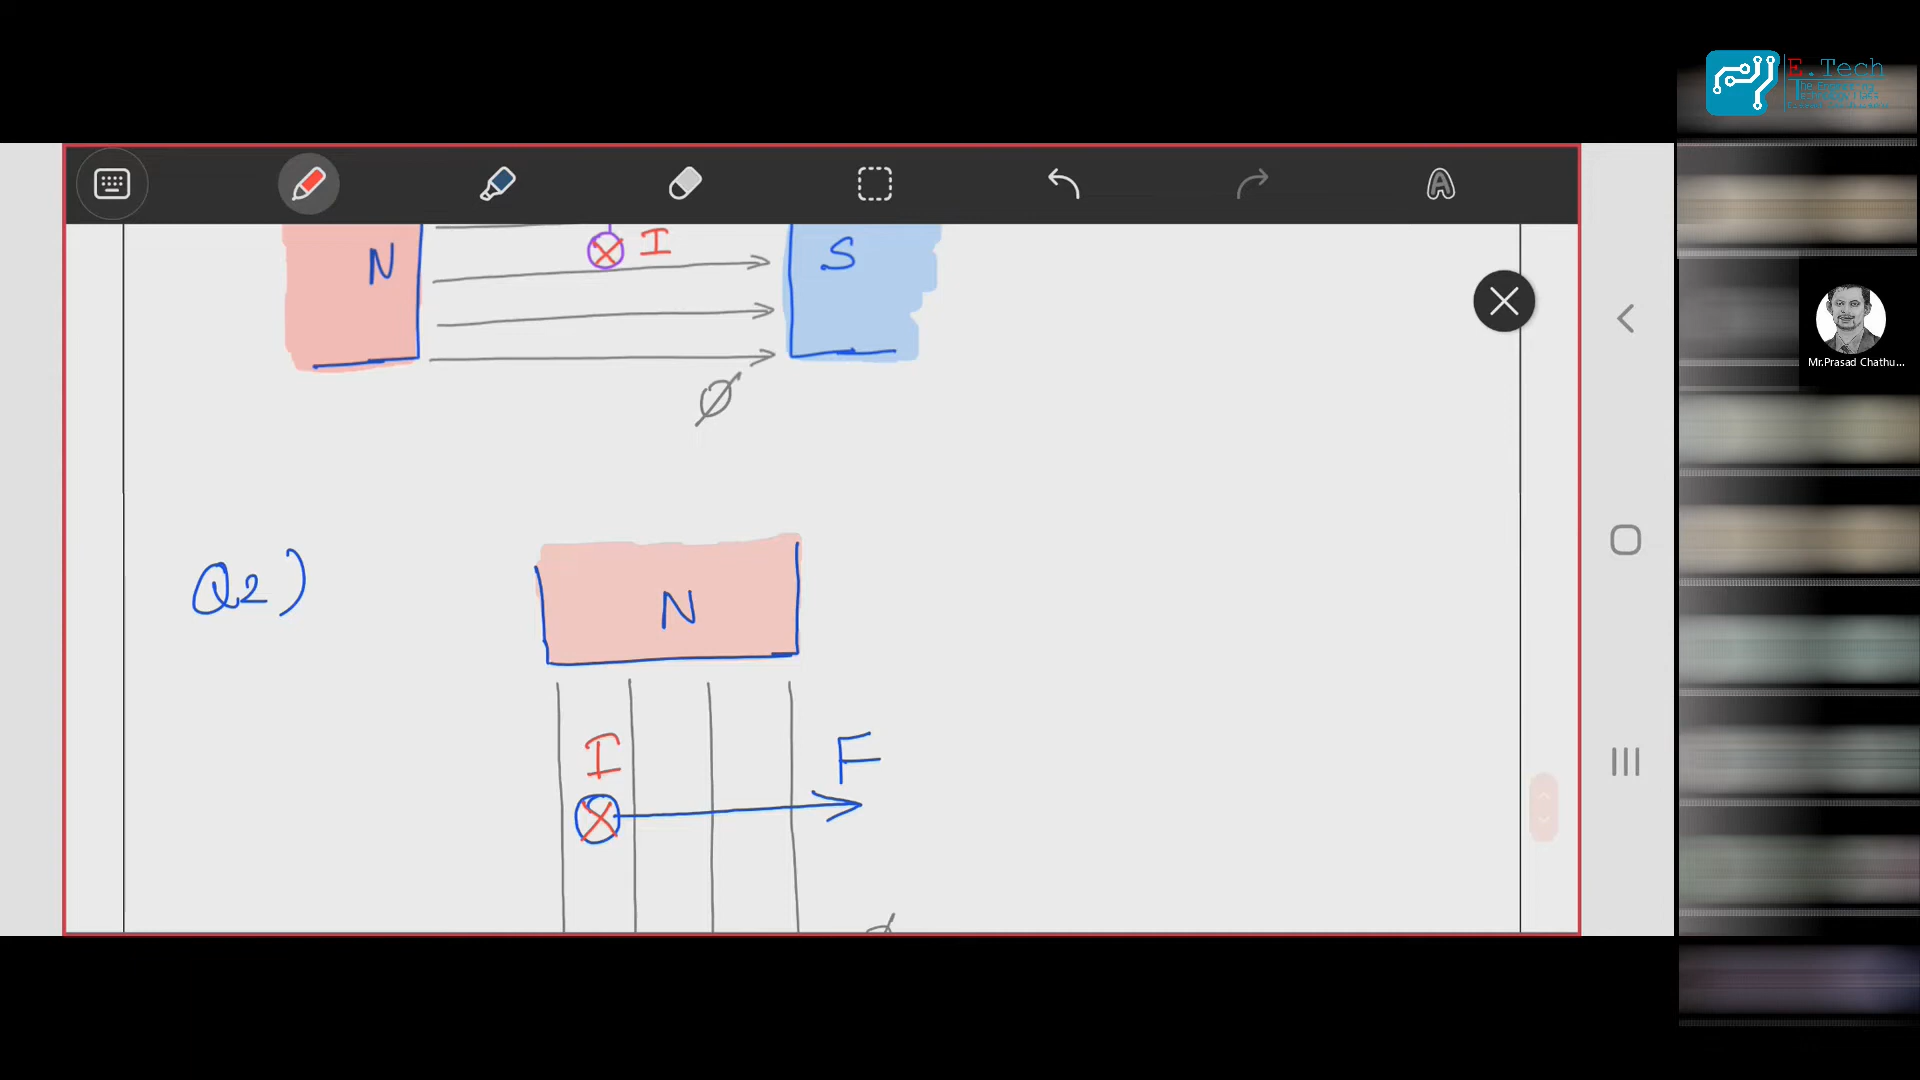 E.Tech
N
I
S
Ø
Mr.Prasad Chathu...
Q2)
N
I
F